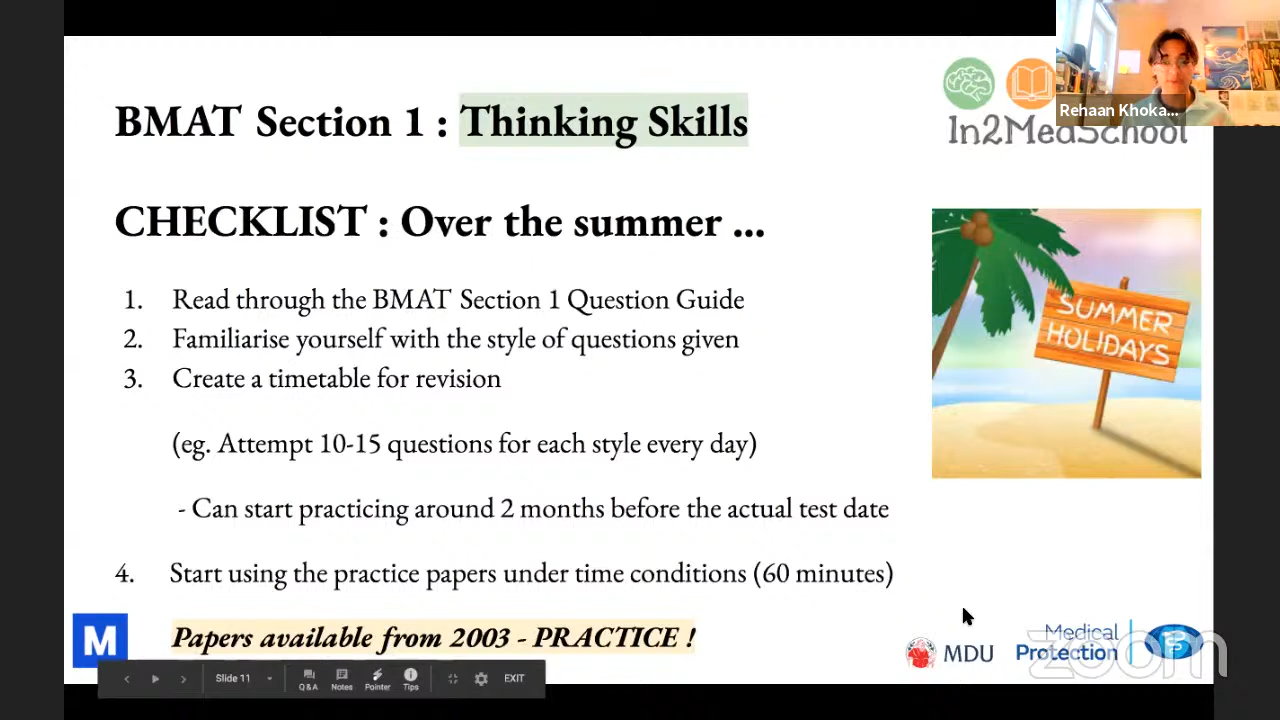 BMAT Section 1 : Thinking Skills
In2MedSchool
Rehaan Khoka...
CHECKLIST : Over the summer ...
1. Read through the BMAT Section 1 Question Guide
2. Familiarise yourself with the style of questions given
3. Create a timetable for revision
(eg. Attempt 10-15 questions for each style every day)
- Can start practicing around 2 months before the actual test date
4. Start using the practice papers under time conditions (60 minutes)
Papers available from 2003 - PRACTICE !
SUMMER
HOLIDAYS
M
MDU
Medical
Protection
zoom
Slide 11
Q&A
Notes
Pointer
Tips
EXIT